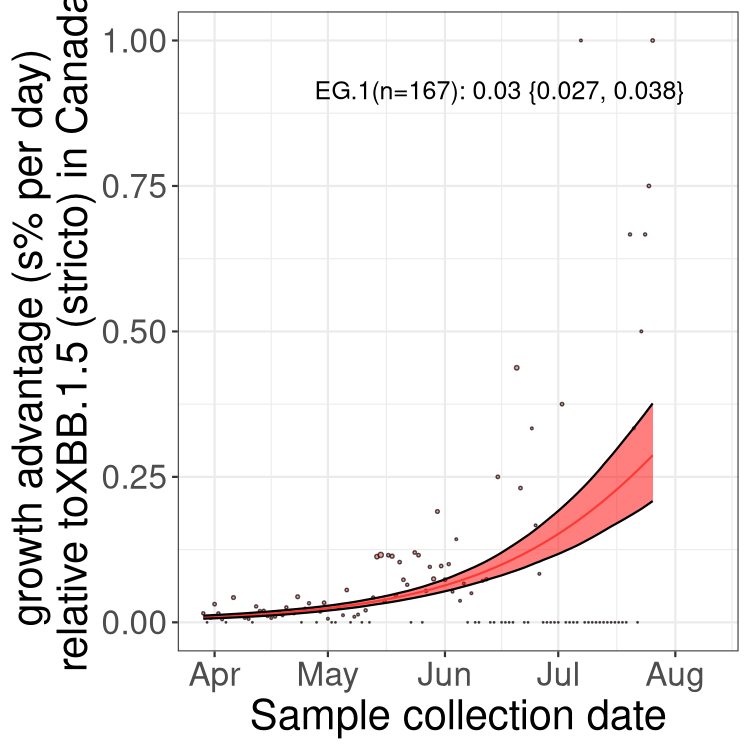 growth advantage (s% per day)
relative toXBB.1.5 (stricto) in Canada
1.00
0.75
0.50
0.25
0.00
EG.1(n=167): 0.03 {0.027, 0.038}
Apr May Jun Jul Aug
Sample collection date